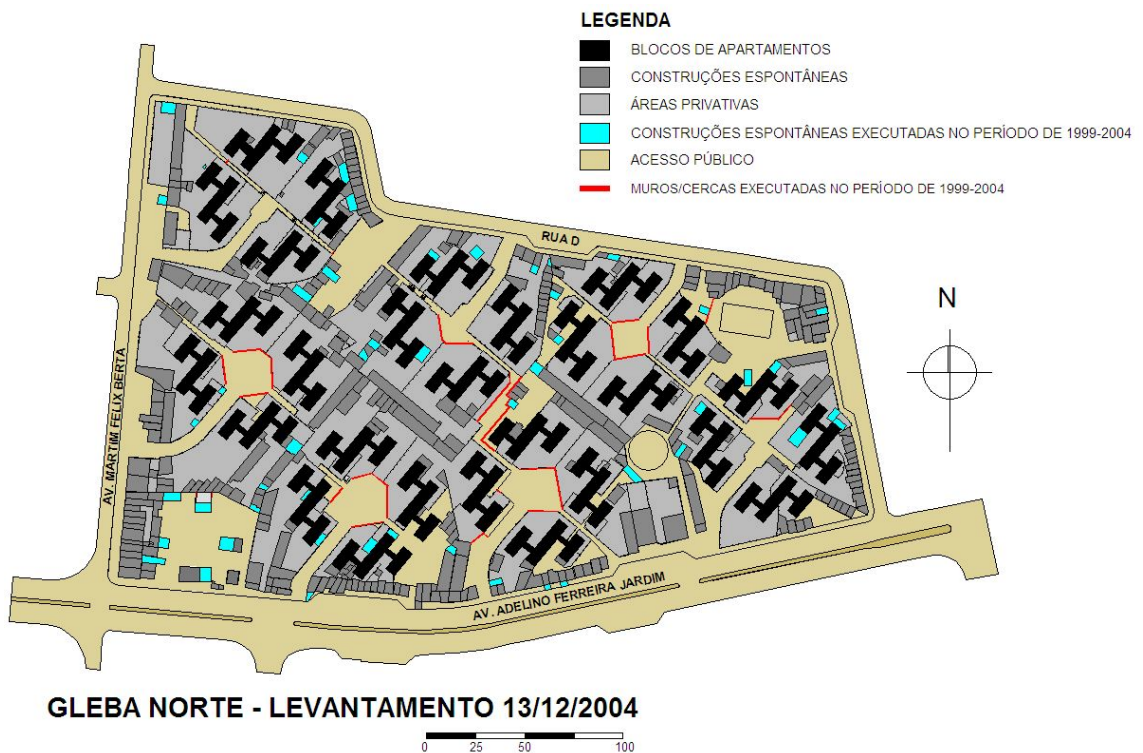 LEGENDA
BLOCOS DE APARTAMENTOS
CONSTRUÇÕES ESPONTÂNEAS
ÁREAS PRIVATIVAS
CONSTRUÇÕES ESPONTÂNEAS EXECUTADAS NO PERÍODO DE 1999-2004
ACESSO PÚBLICO
MUROS/CERCAS EXECUTADAS NO PERÍODO DE 1999-2004
RUA D
N
AV. MARTIM FELIX BERTA
AV. ADELINO FERREIRA JARDIM
GLEBA NORTE - LEVANTAMENTO 13/12/2004
0 25 50 100